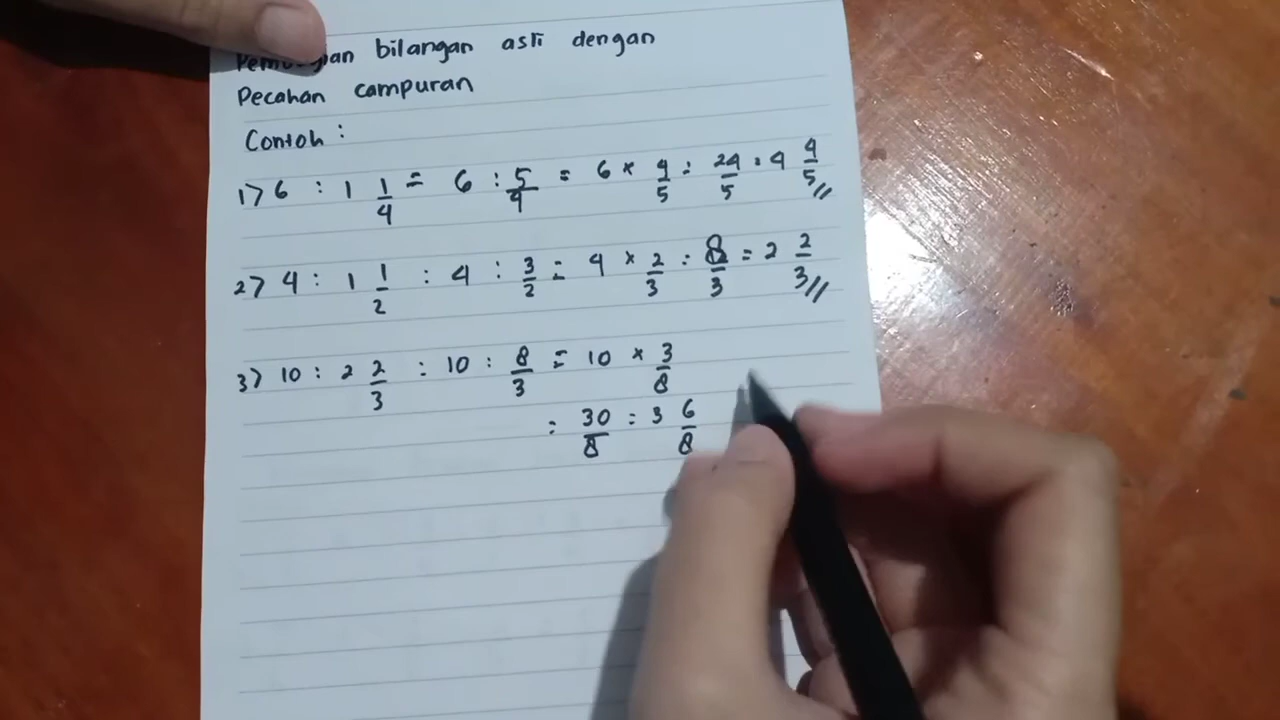 bilangan asli dengan
Pecahan campuran
Contoh :
1) 6 : 1 1/4 = 6 : 5/4 = 6 × 4/5 = 24/5 = 4 4/5 //
2) 4 : 1 1/2 = 4 : 3/2 = 4 × 2/3 = 8/3 = 2 2/3 //
3) 10 : 2 2/3 = 10 : 8/3 = 10 × 3/8
= 30/8 = 3 6/8